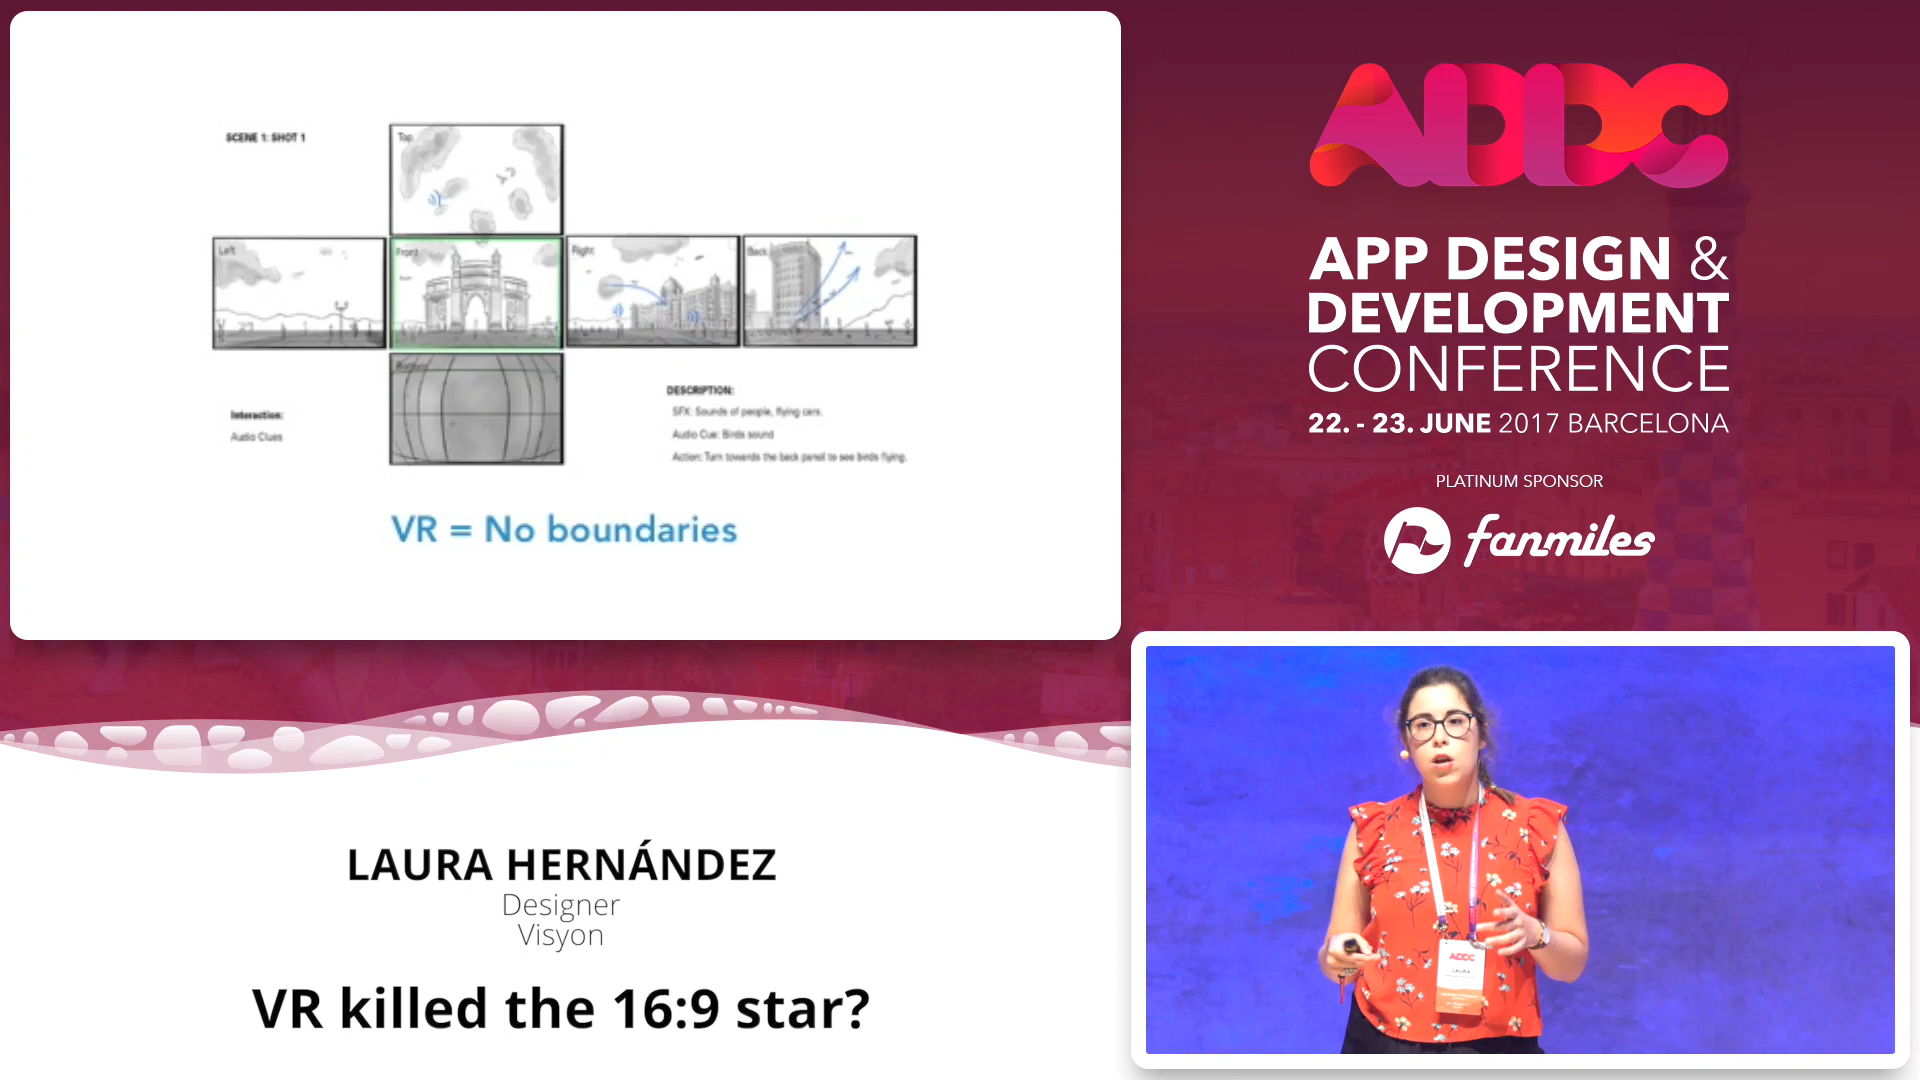 SCENE 1: SHOT 1
Top
Left
Front
Right
Back
Bottom
Interaction:
Audio Clues
DESCRIPTION:
SFX: Sounds of people, flying cars.
Audio Cue: Birds sound
Action: Turn towards the back panel to see birds flying.
VR = No boundaries
ADDC
APP DESIGN &
DEVELOPMENT
CONFERENCE
22. - 23. JUNE 2017 BARCELONA
PLATINUM SPONSOR
fanmiles
LAURA HERNÁNDEZ
Designer
Visyon
VR killed the 16:9 star?
ADDC
LAURA